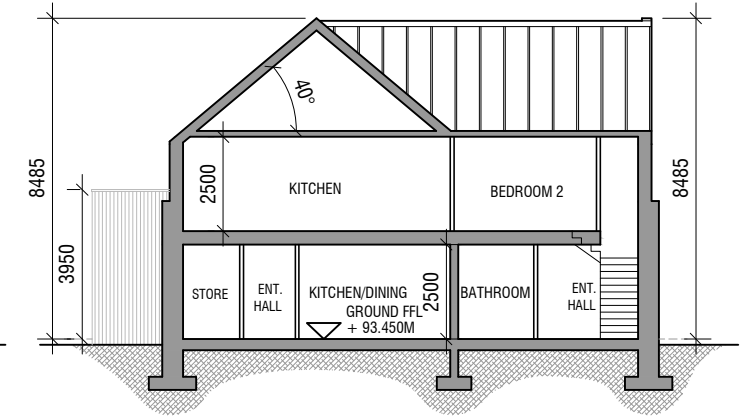 40°
8485
2500
KITCHEN
BEDROOM 2
8485
3950
STORE
ENT.
HALL
KITCHEN/DINING
GROUND FFL
+ 93.450M
2500
BATHROOM
ENT.
HALL